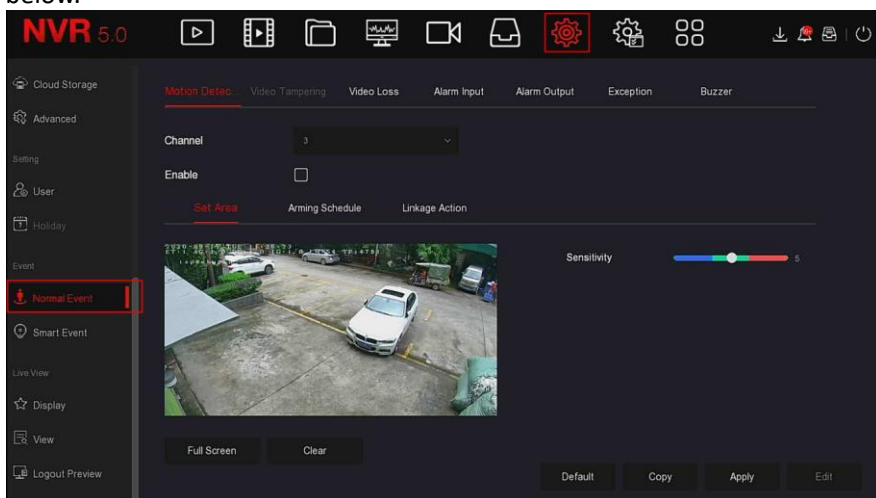 below.
NVR 5.0
Cloud Storage
Advanced
Setting
User
Holiday
Event
Normal Event
Smart Event
Live View
Display
View
Logout Preview
Motion Detec... Video Tampering Video Loss Alarm Input Alarm Output Exception Buzzer
Channel 3
Enable
Set Area Arming Schedule Linkage Action
Sensitivity 5
Full Screen Clear
Default Copy Apply Edit